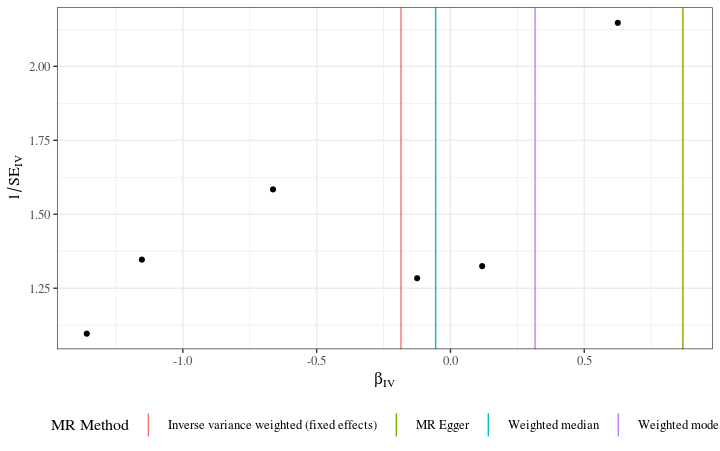 2.00
1.75
1.50
1.25
1/SE_IV
-1.0 -0.5 0.0 0.5
β_IV
MR Method Inverse variance weighted (fixed effects) MR Egger Weighted median Weighted mode